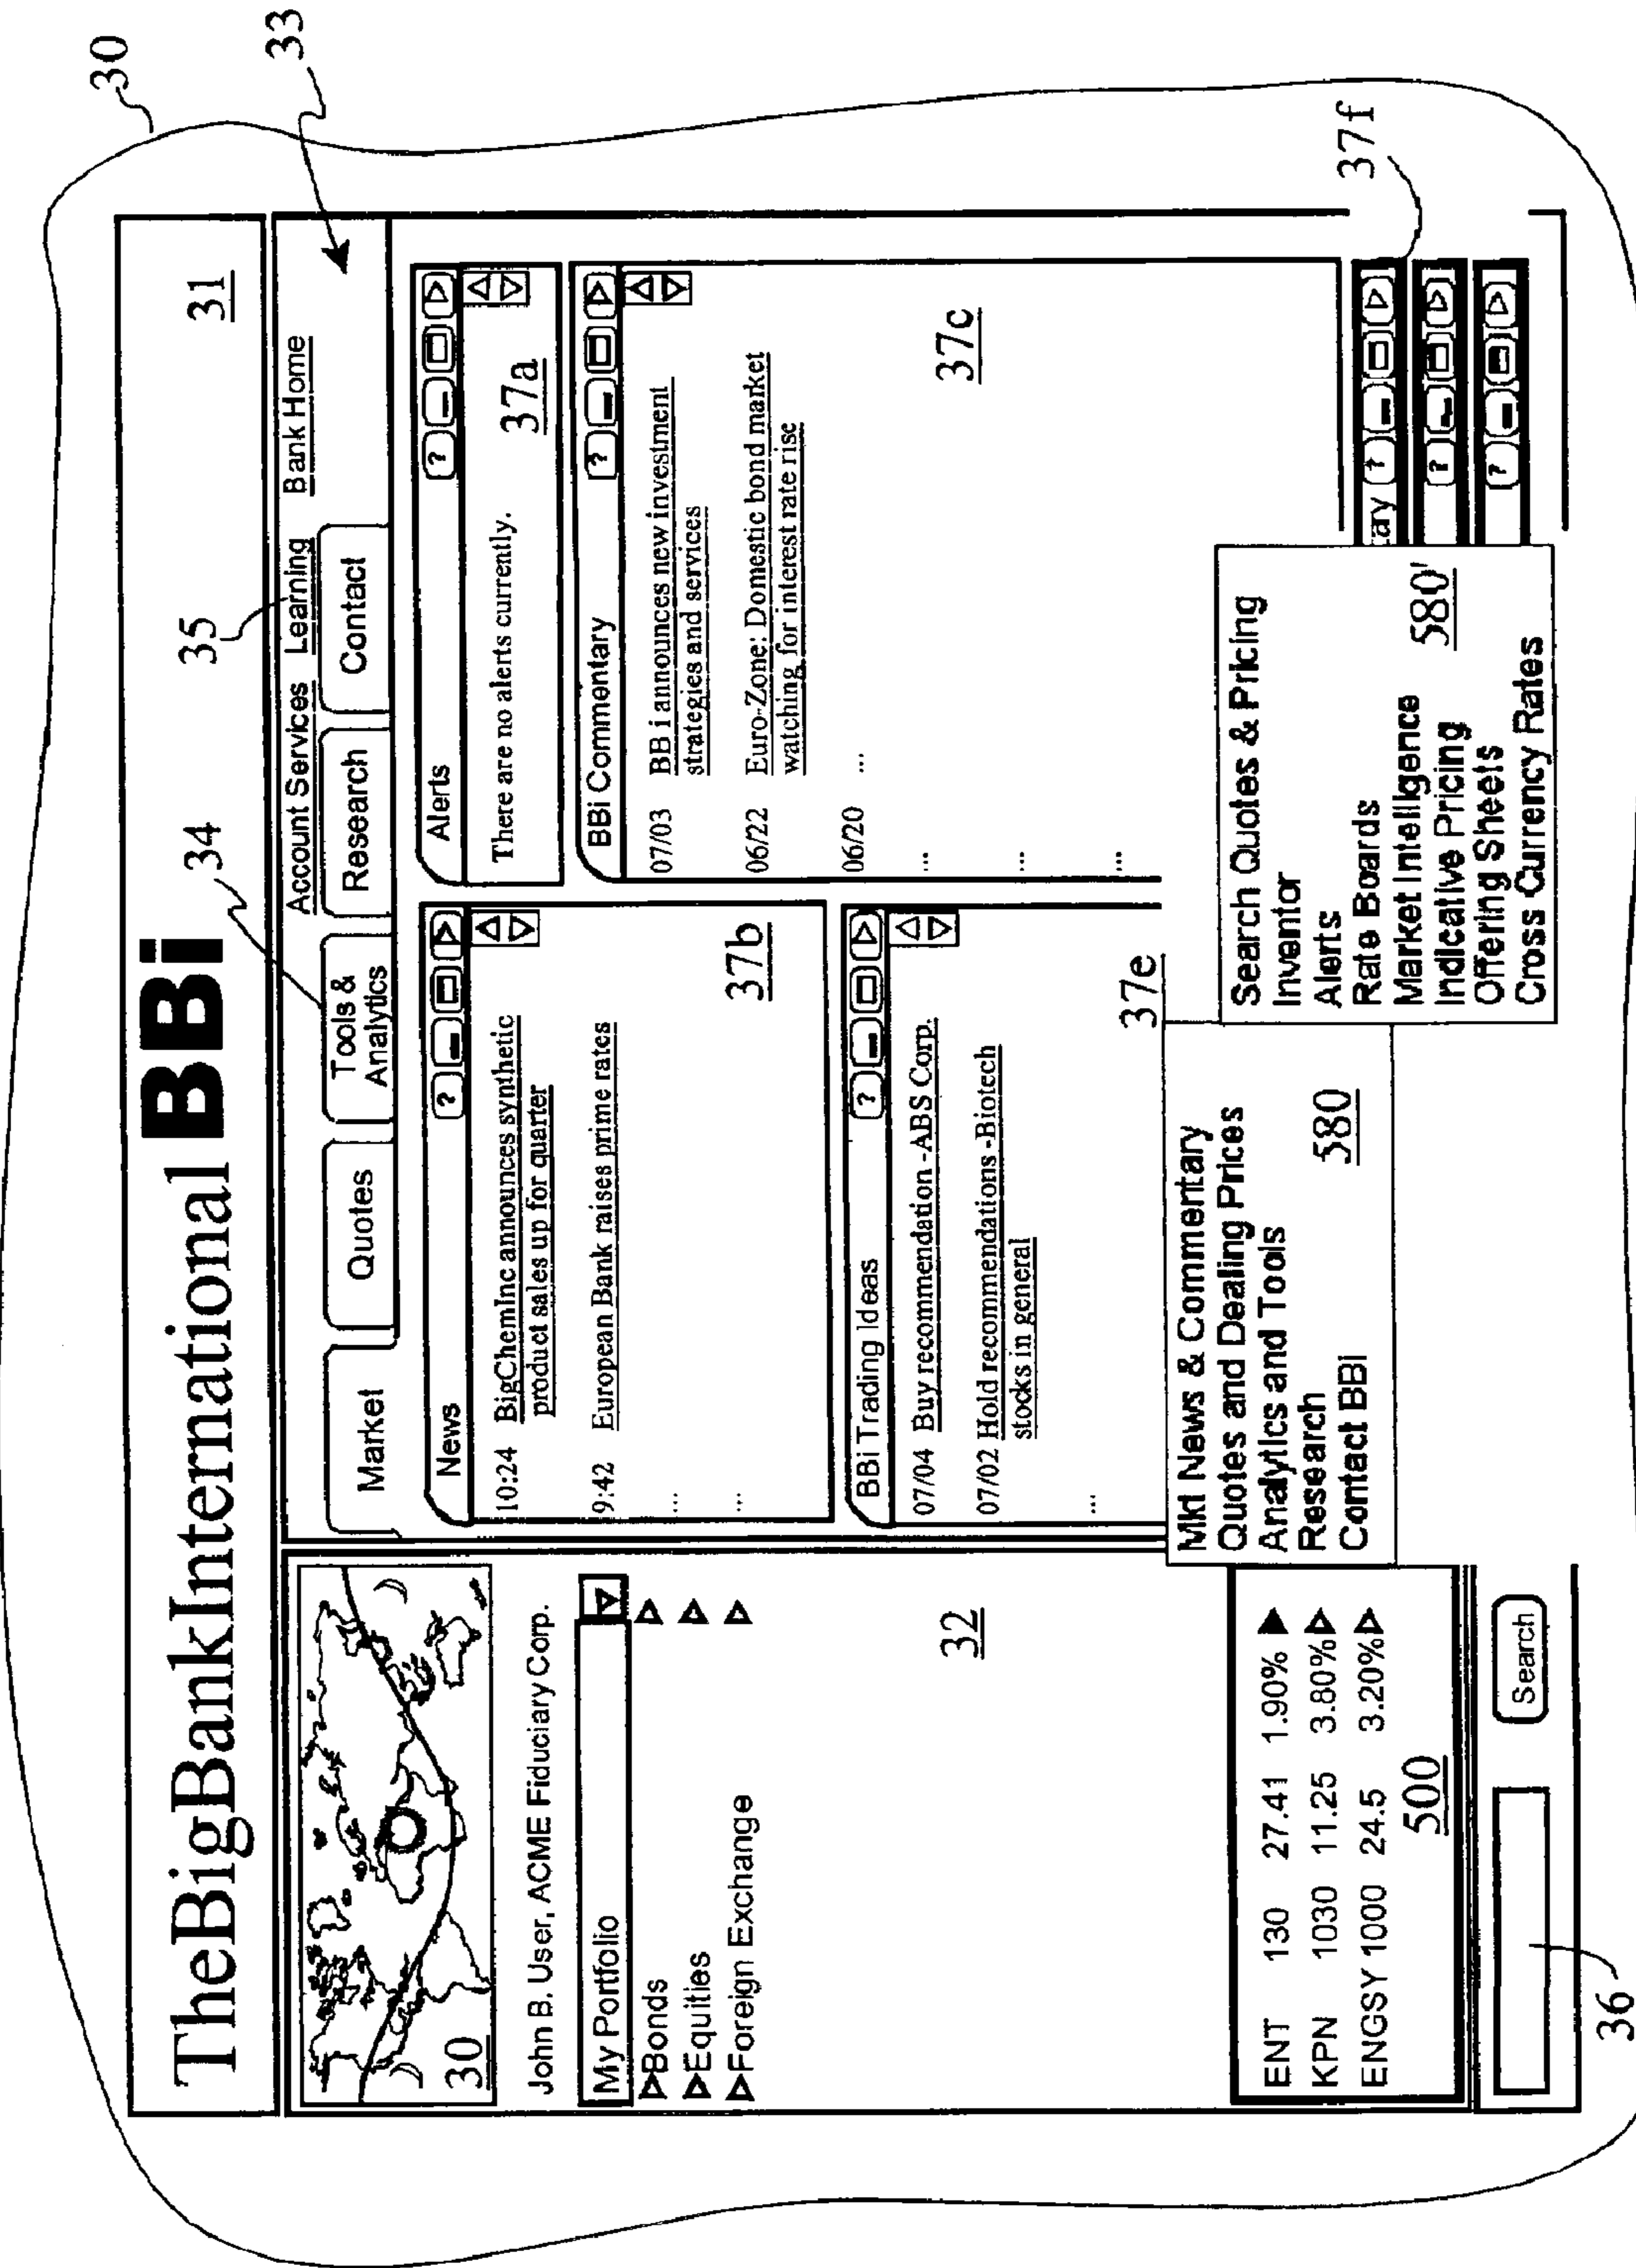 30
33
TheBigBankInternational BBi
31
34
35
Account Services Learning Bank Home
Market
Quotes
Tools &
Analytics
Research
Contact
30
John B. User, ACME Fiduciary Corp.
My Portfolio
Bonds
Equities
Foreign Exchange
32
ENT 130 27.41 1.90%
KPN 1030 11.25 3.80%
ENGSY 1000 24.5 3.20%
500
Search
36
News
?
10:24 BigChemInc announces synthetic
product sales up for quarter
9:42 European Bank raises prime rates
...
...
37b
BBi Trading Ideas
?
07/04 Buy recommendation -ABS Corp.
07/02 Hold recommendations -Biotech
stocks in general
...
37e
Alerts
?
There are no alerts currently.
37a
BBi Commentary
?
07/03 BB i announces new investment
strategies and services
06/22 Euro-Zone: Domestic bond market
watching for interest rate rise
06/20 ...
...
...
...
37c
37f
tary ?
?
?
Mkt News & Commentary
Quotes and Dealing Prices
Analytics and Tools
Research
Contact BBi
580
Search Quotes & Pricing
Inventor
Alerts
Rate Boards
Market Intelligence
Indicative Pricing
Offering Sheets
Cross Currency Rates
580'